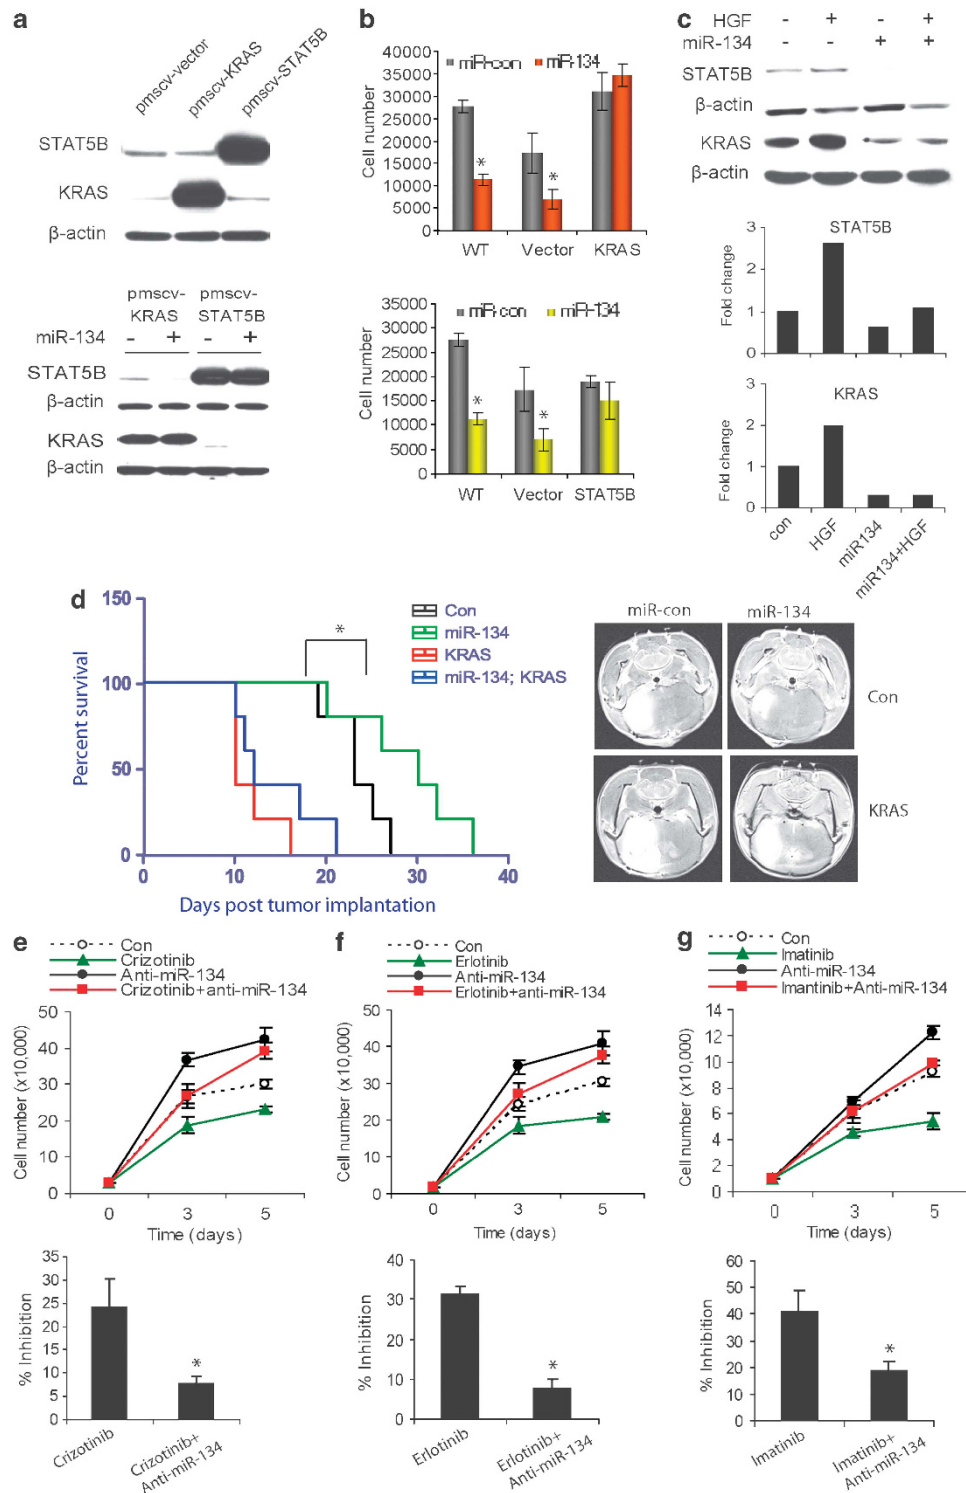 a
pmscv-vector
pmscv-KRAS
pmscv-STAT5B
STAT5B
KRAS
β-actin
pmscv-
KRAS
pmscv-
STAT5B
miR-134 - + - +
STAT5B
β-actin
KRAS
β-actin
b
40000
35000
30000
25000
20000
15000
10000
5000
0
Cell number
miR-con miR-134
*
*
WT Vector KRAS
35000
30000
25000
20000
15000
10000
5000
0
Cell number
miR-con miR-134
*
*
WT Vector STAT5B
c
HGF - + - +
miR-134 - - + +
STAT5B
β-actin
KRAS
β-actin
STAT5B
3
2
1
0
Fold change
KRAS
3
2
1
0
Fold change
con
HGF
miR134
miR134+HGF
d
150
100
50
0
Percent survival
*
Con
miR-134
KRAS
miR-134; KRAS
0 10 20 30 40
Days post tumor implantation
miR-con miR-134
Con
KRAS
e
Con
Crizotinib
Anti-miR-134
Crizotinib+anti-miR-134
50
40
30
20
10
0
Cell number (x10,000)
0 3 5
Time (days)
35
30
25
20
15
10
5
0
% Inhibition
*
Crizotinib
Crizotinib+
Anti-miR-134
f
Con
Erlotinib
Anti-miR-134
Erlotinib+anti-miR-134
50
40
30
20
10
0
Cell number (x10,000)
0 3 5
Time (days)
40
30
20
10
0
% Inhibition
*
Erlotinib
Erlotinib+
Anti-miR-134
g
Con
Imatinib
Anti-miR-134
Imantinib+Anti-miR-134
14
12
10
8
6
4
2
0
Cell number (x10,000)
0 3 5
Time (days)
60
50
40
30
20
10
0
% Inhibition
*
Imatinib
Imatinib+
Anti-miR-134